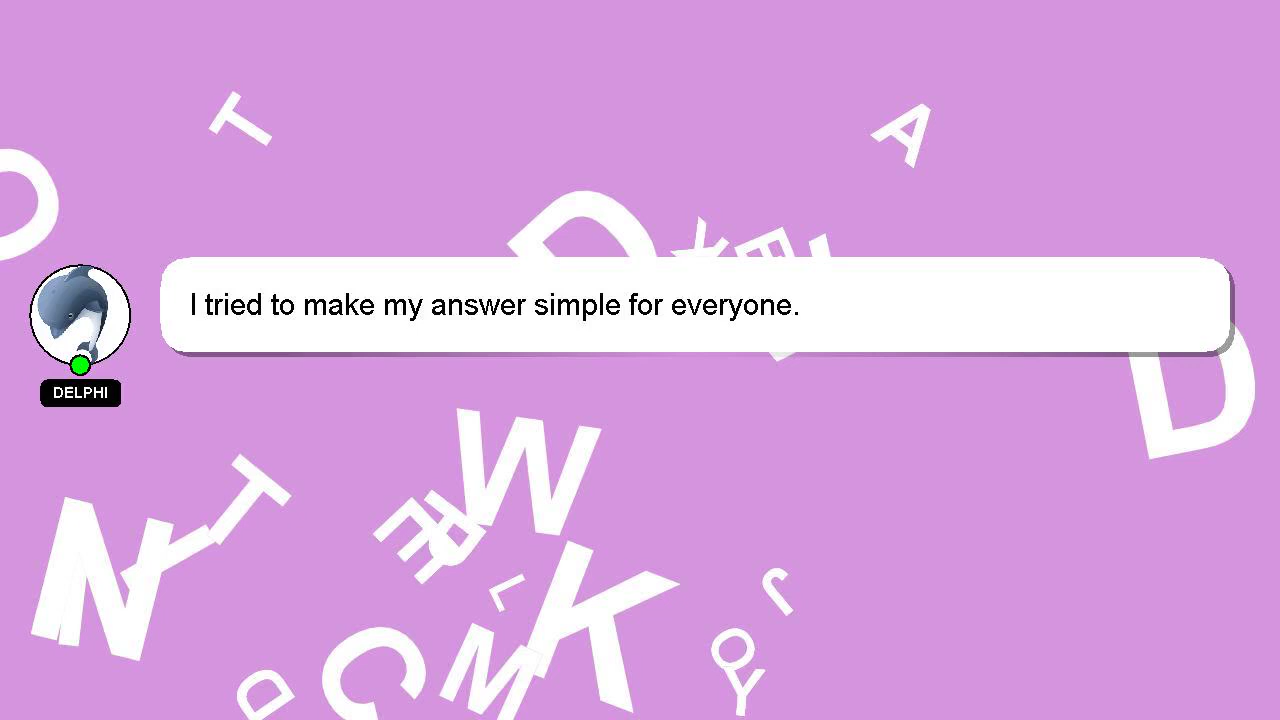 I tried to make my answer simple for everyone.
DELPHI
T
A
O
D
K
E
D
W
T
N
Y
E
R
L
K
J
M
C
O
Y
D